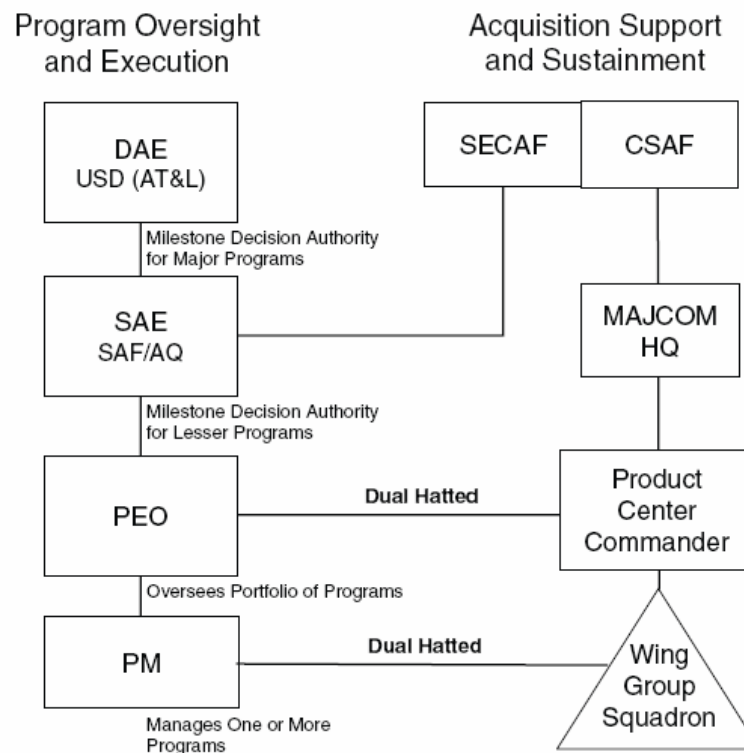 Program Oversight
and Execution
Acquisition Support
and Sustainment
DAE
USD (AT&L)
SECAF
CSAF
Milestone Decision Authority
for Major Programs
SAE
SAF/AQ
MAJCOM
HQ
Milestone Decision Authority
for Lesser Programs
PEO
Dual Hatted
Product
Center
Commander
Oversees Portfolio of Programs
PM
Dual Hatted
Wing
Group
Squadron
Manages One or More
Programs